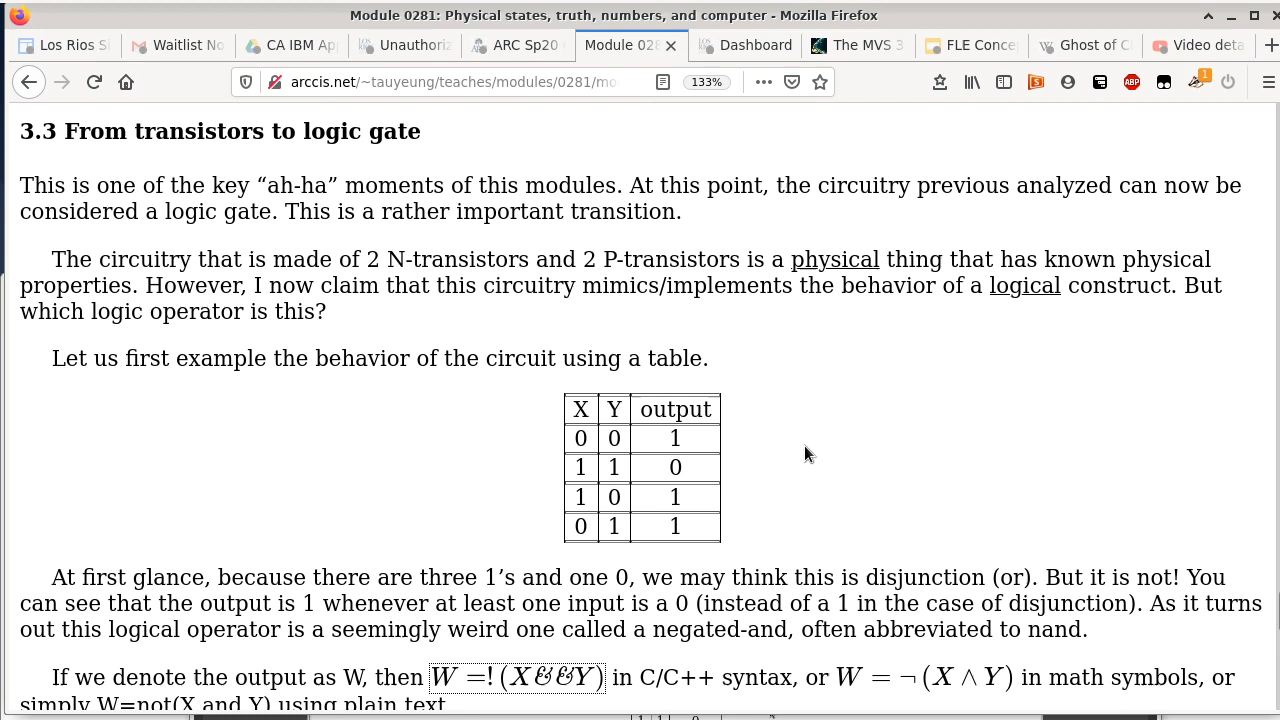 Module 0281: Physical states, truth, numbers, and computer - Mozilla Firefox
Los Rios S Waitlist No CA IBM Ap Unauthoriz ARC Sp20 Module 028 Dashboard The MVS 3 FLE Conce Ghost of C Video deta
arccis.net/~tauyeung/teaches/modules/0281/mo 133% ABP 1
3.3 From transistors to logic gate
This is one of the key “ah-ha” moments of this modules. At this point, the circuitry previous analyzed can now be
considered a logic gate. This is a rather important transition.
The circuitry that is made of 2 N-transistors and 2 P-transistors is a physical thing that has known physical
properties. However, I now claim that this circuitry mimics/implements the behavior of a logical construct. But
which logic operator is this?
Let us first example the behavior of the circuit using a table.
X Y output
0 0 1
1 1 0
1 0 1
0 1 1
At first glance, because there are three 1’s and one 0, we may think this is disjunction (or). But it is not! You
can see that the output is 1 whenever at least one input is a 0 (instead of a 1 in the case of disjunction). As it turns
out this logical operator is a seemingly weird one called a negated-and, often abbreviated to nand.
If we denote the output as W, then W =! (X&&Y) in C/C++ syntax, or W = ¬ (X ∧ Y) in math symbols, or
simply W=not(X and Y) using plain text